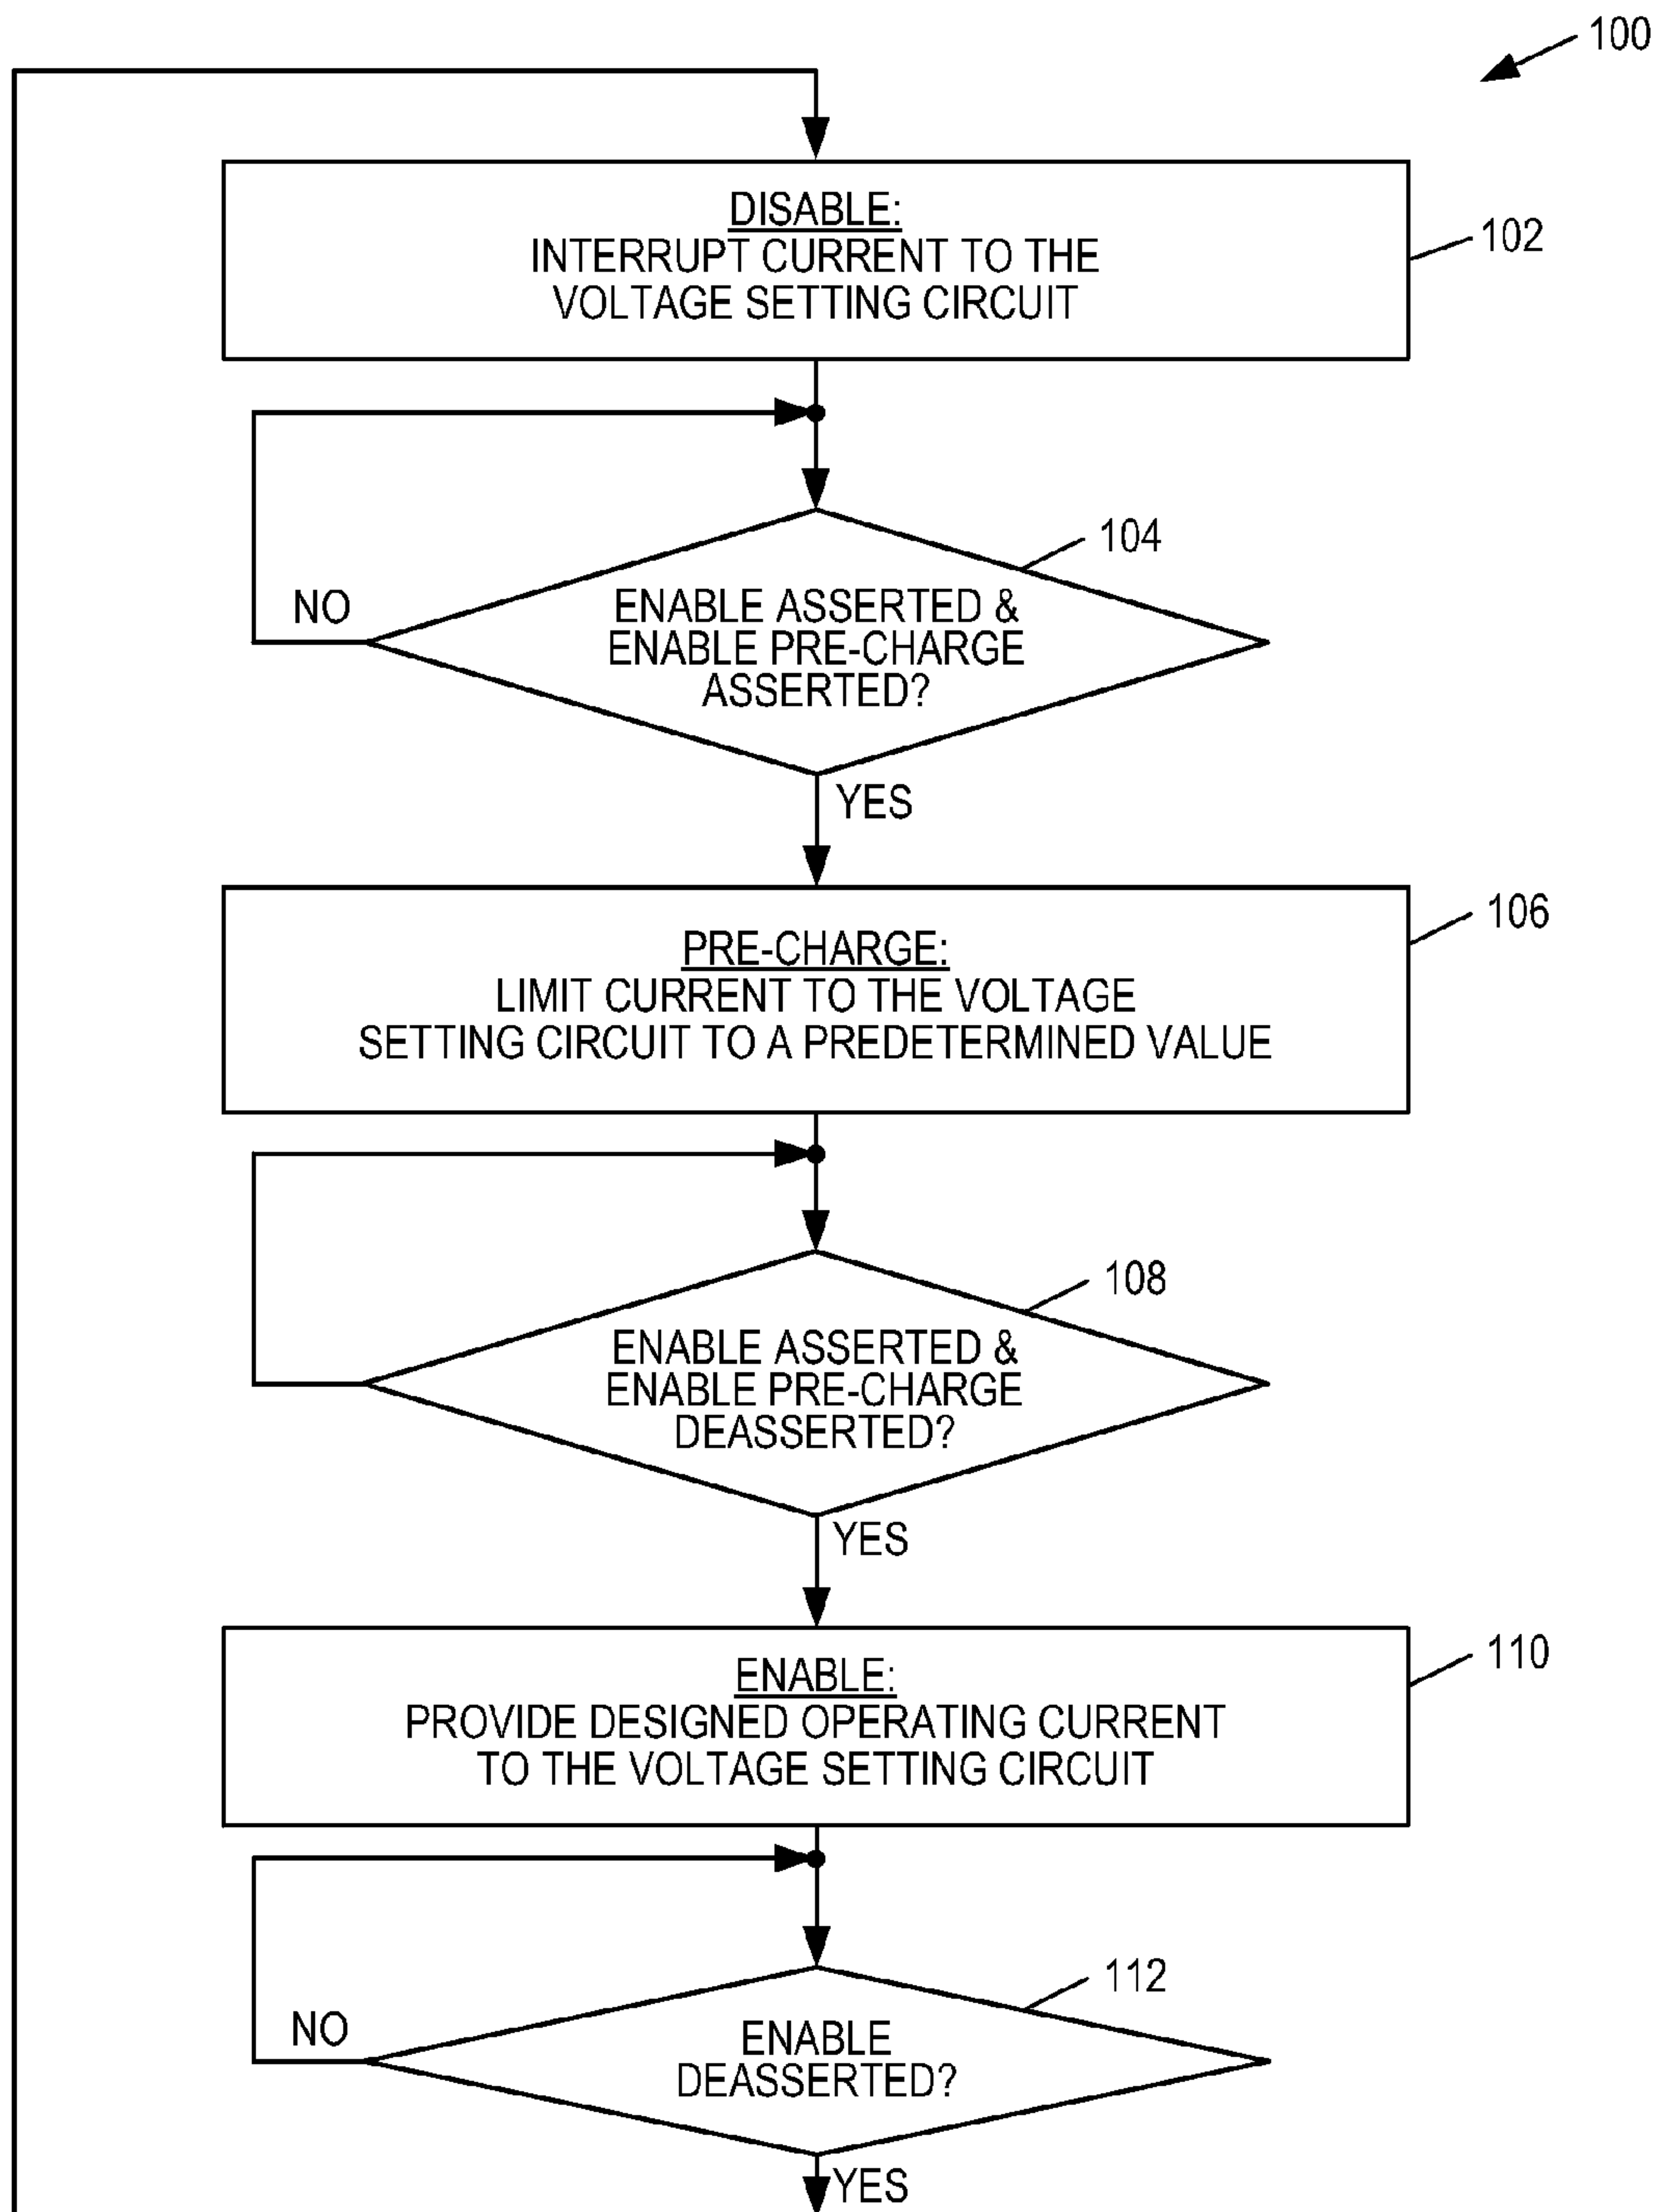 100
DISABLE:
INTERRUPT CURRENT TO THE
VOLTAGE SETTING CIRCUIT
102
104
NO
ENABLE ASSERTED &
ENABLE PRE-CHARGE
ASSERTED?
YES
106
PRE-CHARGE:
LIMIT CURRENT TO THE VOLTAGE
SETTING CIRCUIT TO A PREDETERMINED VALUE
108
ENABLE ASSERTED &
ENABLE PRE-CHARGE
DEASSERTED?
YES
110
ENABLE:
PROVIDE DESIGNED OPERATING CURRENT
TO THE VOLTAGE SETTING CIRCUIT
112
NO
ENABLE
DEASSERTED?
YES